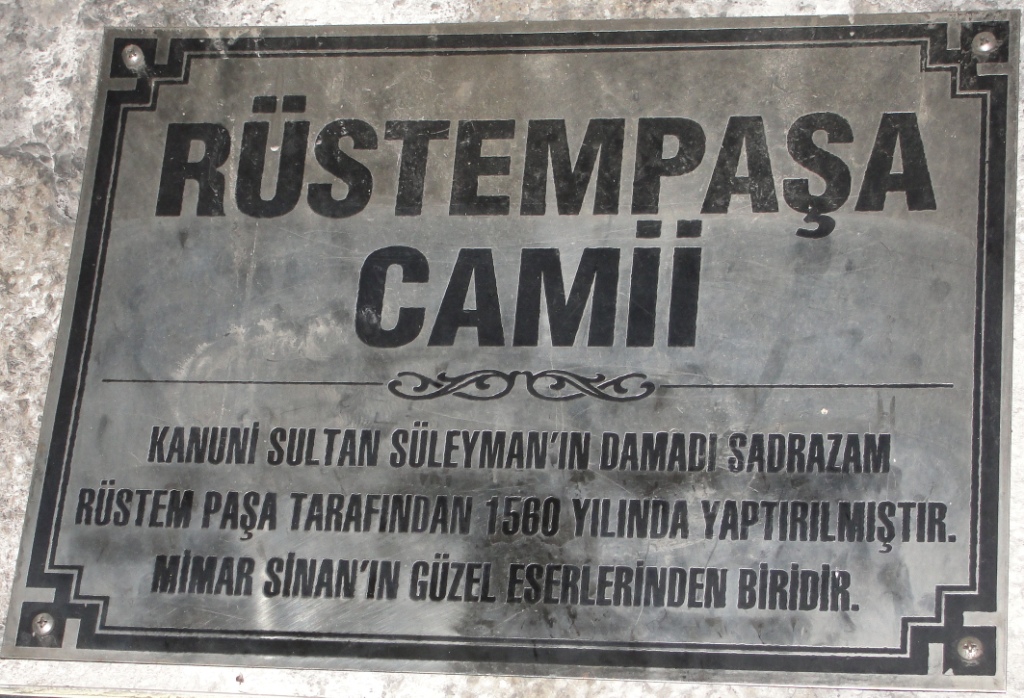 RÜSTEMPAŞA
CAMİİ
KANUNİ SULTAN SÜLEYMAN'IN DAMADI SADRAZAM
RÜSTEM PAŞA TARAFINDAN 1560 YILINDA YAPTIRILMIŞTIR.
MİMAR SİNAN'IN GÜZEL ESERLERİNDEN BİRİDİR.